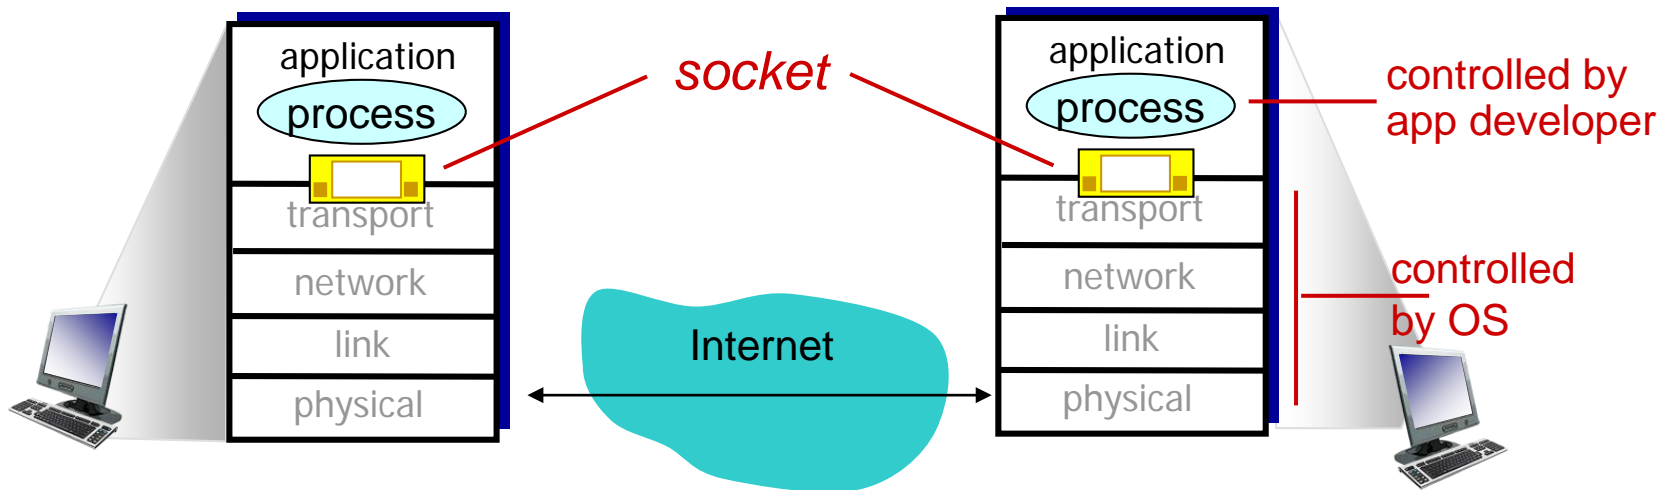 application
process
transport
network
link
physical
socket
Internet
application
process
transport
network
link
physical
controlled by
app developer
controlled
by OS